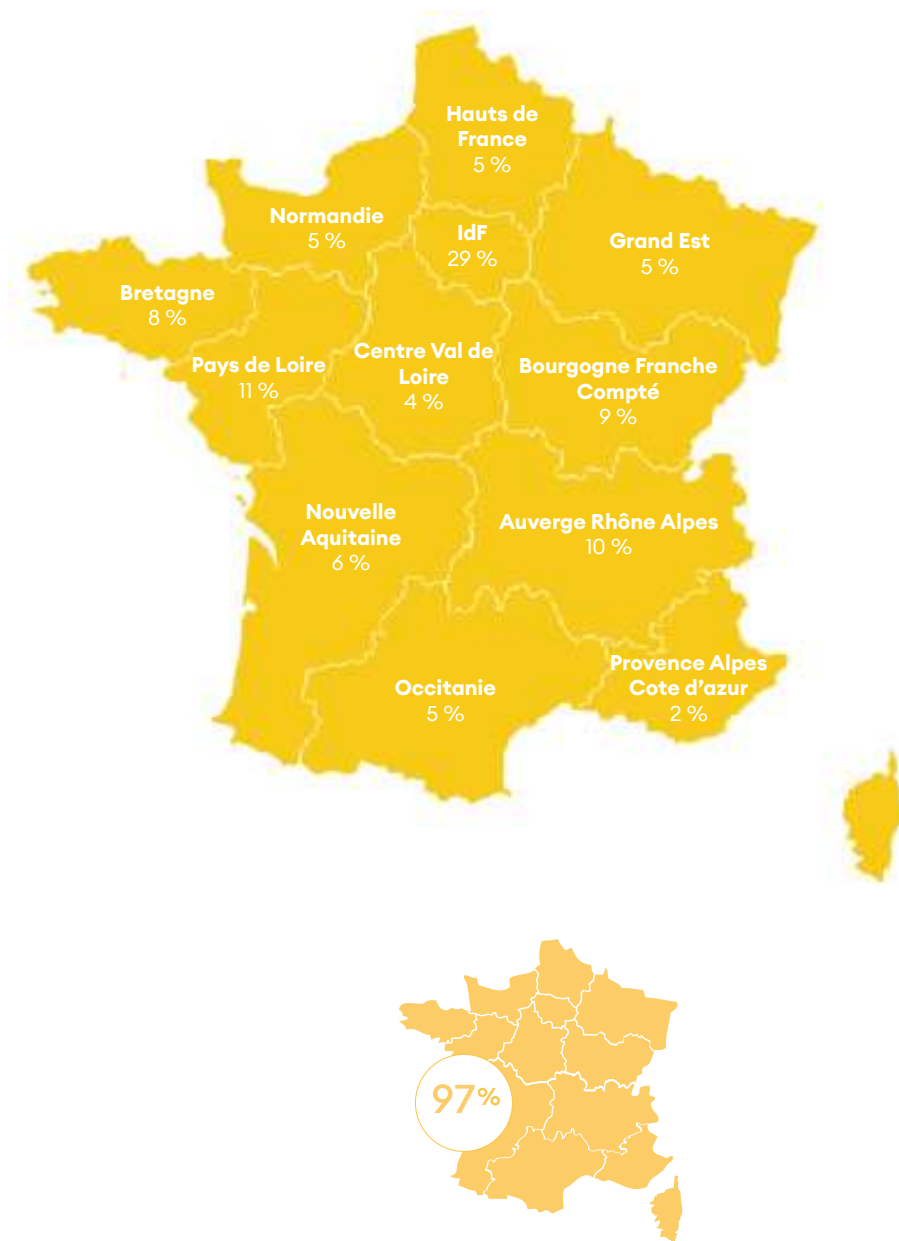 Hauts de
France
5 %
Normandie
5 %
IdF
29 %
Grand Est
5 %
Bretagne
8 %
Pays de Loire
11 %
Centre Val de
Loire
4 %
Bourgogne Franche
Compté
9 %
Nouvelle
Aquitaine
6 %
Auverge Rhône Alpes
10 %
Provence Alpes
Cote d’azur
2 %
Occitanie
5 %
97%